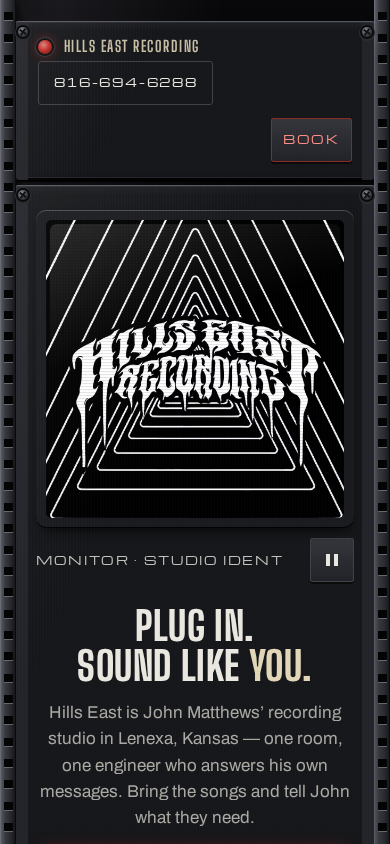 HILLS EAST RECORDING
816-694-6288
BOOK
HILLS EAST
RECORDING
MONITOR · STUDIO IDENT
PLUG IN.
SOUND LIKE YOU.
Hills East is John Matthews’ recording
studio in Lenexa, Kansas — one room,
one engineer who answers his own
messages. Bring the songs and tell John
what they need.